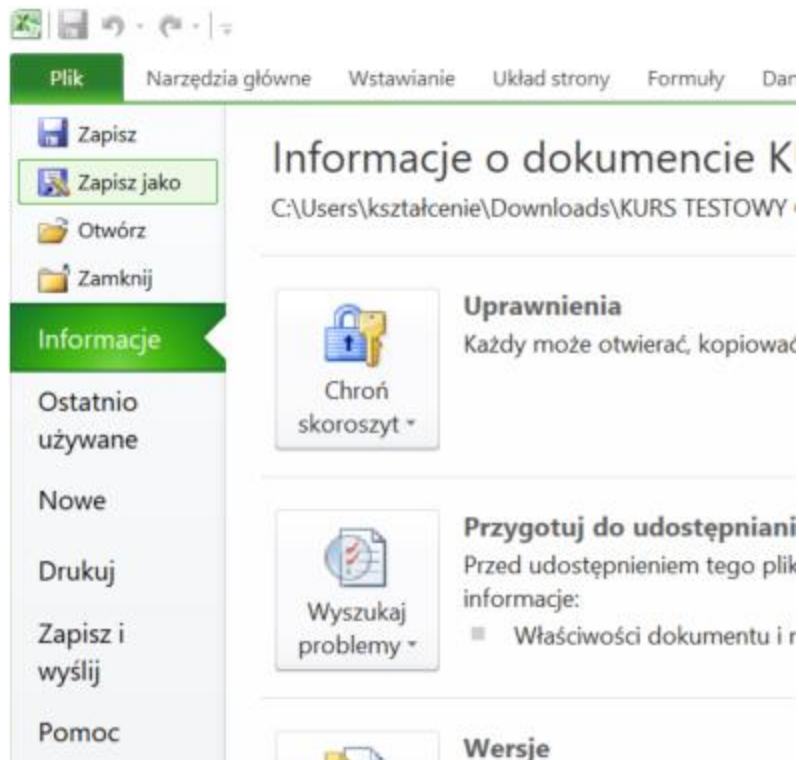 Plik Narzędzia główne Wstawianie Układ strony Formuły
Zapisz
Zapisz jako
Otwórz
Zamknij
Informacje
Ostatnio
używane
Nowe
Drukuj
Zapisz i
wyślij
Pomoc
Informacje o dokumencie
C:\Users\kształcenie\Downloads\KURS TESTOWY
Chroń
skoroszyt
Uprawnienia
Każdy może otwierać, kopiować
Wyszukaj
problemy
Przygotuj do udostępniani
Przed udostępnieniem tego plik
informacje:
Właściwości dokumentu i
Wersje